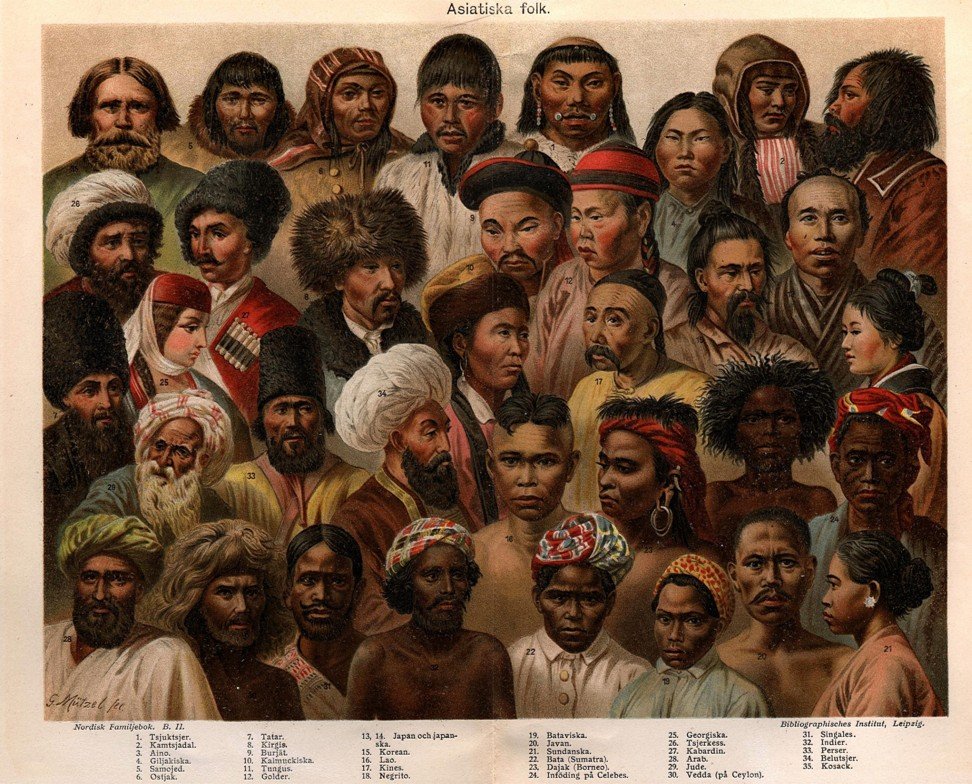 Asiatiska folk.
G. Mützel
Nordisk Familjebok. B. II.
Bibliographisches Institut, Leipzig.
1. Tsjuktsjer.
2. Kamtsjadal.
3. Aino.
4. Giljakiska.
5. Samojed.
6. Ostjak.
7. Tatar.
8. Kirgis.
9. Burjät.
10. Kalmuckiska.
11. Tungus.
12. Golder.
13, 14. Japan och japan-
ska.
15. Korean.
16. Lao.
17. Kines.
18. Negrito.
19. Bataviska.
20. Javan.
21. Sundanska.
22. Bata (Sumatra).
23. Dajak (Borneo).
24. Infödding på Celebes.
25. Georgiska.
26. Tsjerkess.
27. Kabardin.
28. Arab.
29. Jude.
30. Vedda (på Ceylon).
31. Singales.
32. Indier.
33. Perser.
34. Belutsjer.
35. Kosack.